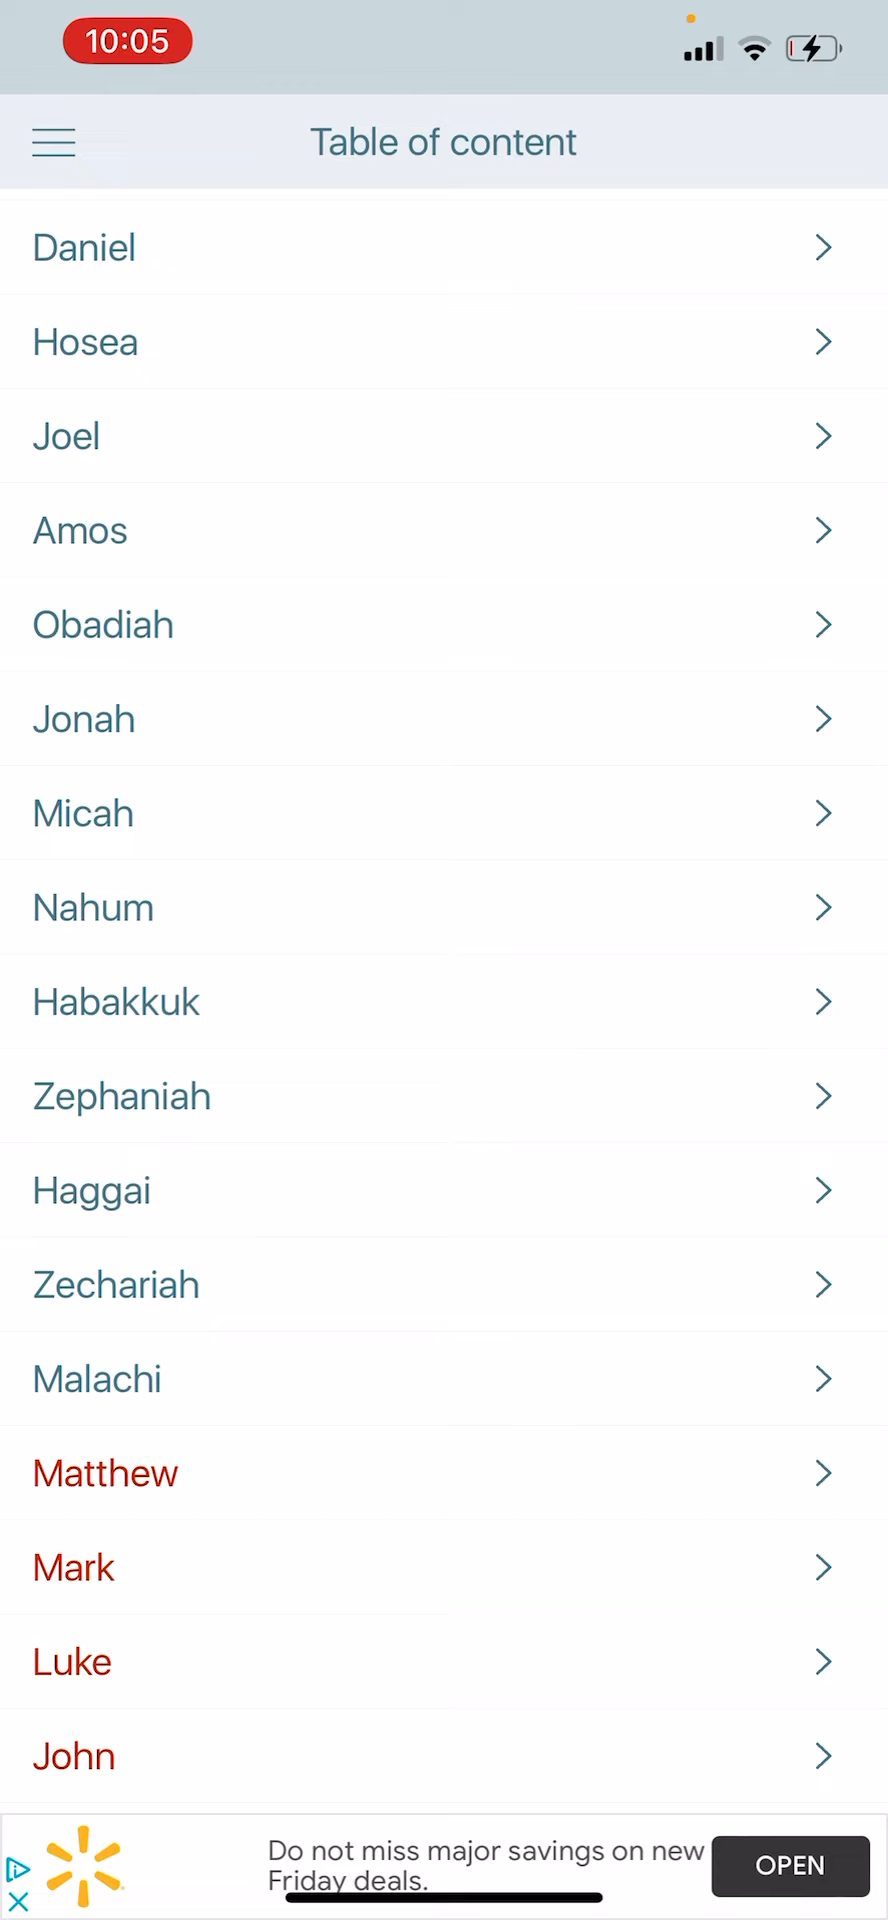 10:05
Table of content
Daniel
Hosea
Joel
Amos
Obadiah
Jonah
Micah
Nahum
Habakkuk
Zephaniah
Haggai
Zechariah
Malachi
Matthew
Mark
Luke
John
Do not miss major savings on new
Friday deals.
OPEN